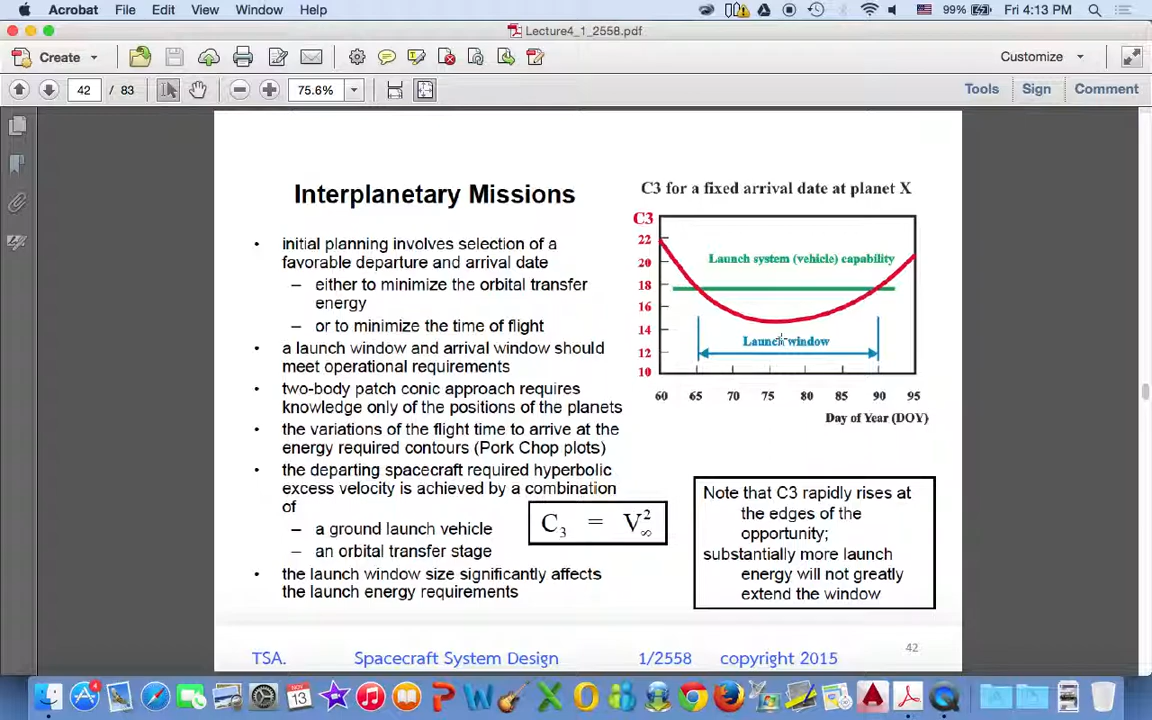 Acrobat File Edit View Window Help 99% Fri 4:13 PM
Lecture4_1_2558.pdf
Create Customize
42 / 83 75.6% Tools Sign Comment
Interplanetary Missions
• initial planning involves selection of a
favorable departure and arrival date
– either to minimize the orbital transfer
energy
– or to minimize the time of flight
• a launch window and arrival window should
meet operational requirements
• two-body patch conic approach requires
knowledge only of the positions of the planets
• the variations of the flight time to arrive at the
energy required contours (Pork Chop plots)
• the departing spacecraft required hyperbolic
excess velocity is achieved by a combination
of
– a ground launch vehicle
– an orbital transfer stage
• the launch window size significantly affects
the launch energy requirements
C₃ = V∞²
C3 for a fixed arrival date at planet X
C3
22
20
18
16
14
12
10
Launch system (vehicle) capability
Launch window
60 65 70 75 80 85 90 95
Day of Year (DOY)
Note that C3 rapidly rises at
the edges of the
opportunity;
substantially more launch
energy will not greatly
extend the window
42
TSA. Spacecraft System Design 1/2558 copyright 2015
4
NOV
13